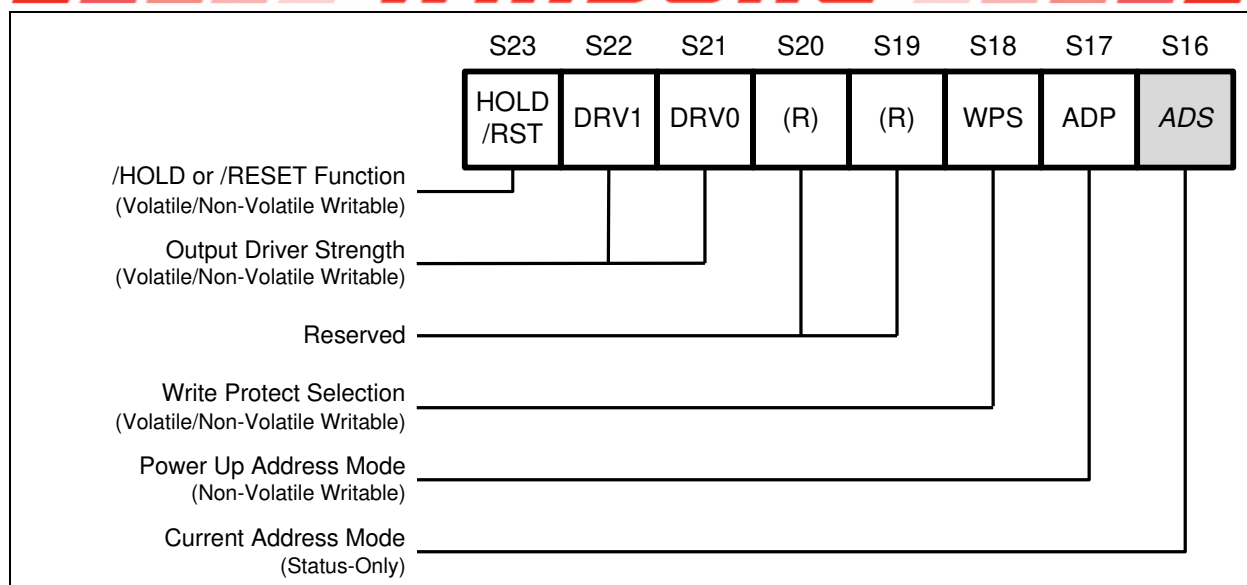 S23 S22 S21 S20 S19 S18 S17 S16
HOLD
/RST
DRV1 DRV0 (R) (R) WPS ADP ADS
/HOLD or /RESET Function
(Volatile/Non-Volatile Writable)
Output Driver Strength
(Volatile/Non-Volatile Writable)
Reserved
Write Protect Selection
(Volatile/Non-Volatile Writable)
Power Up Address Mode
(Non-Volatile Writable)
Current Address Mode
(Status-Only)